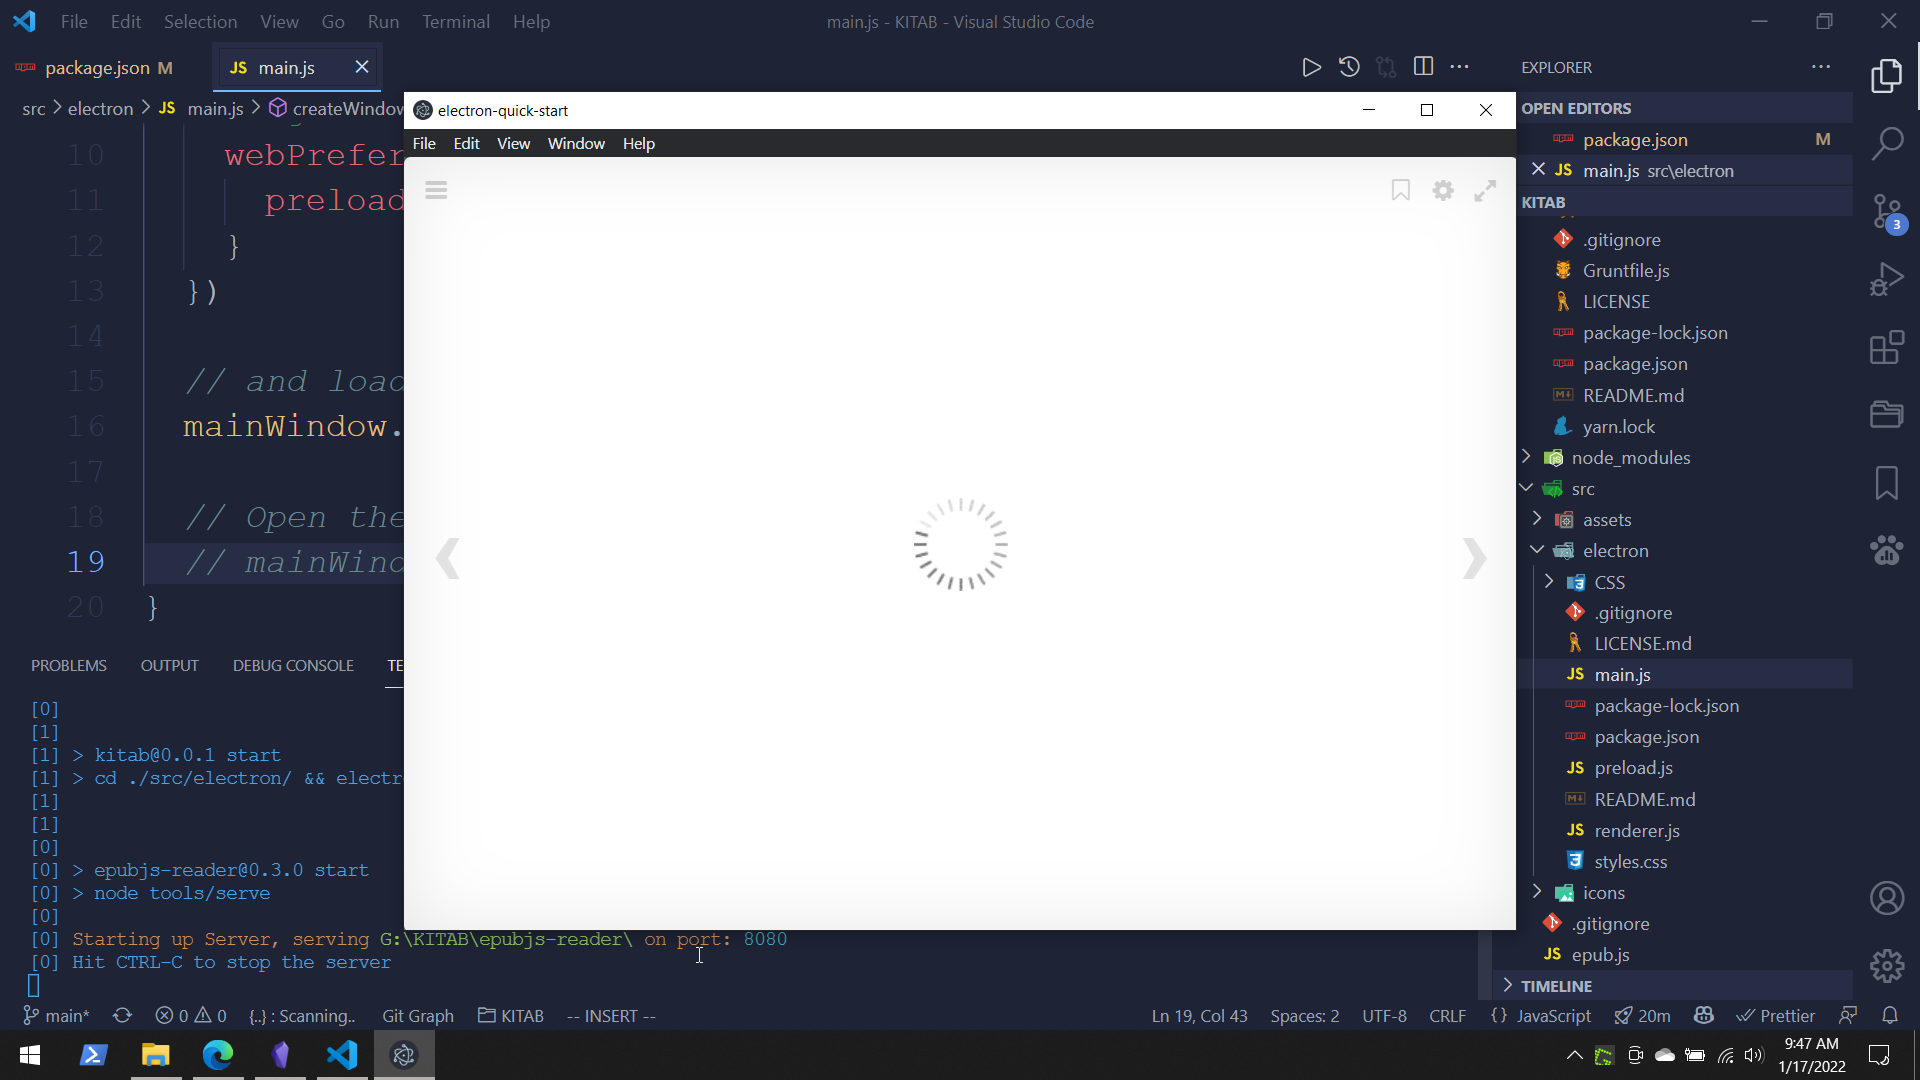 File Edit Selection View Go Run Terminal Help
main.js - KITAB - Visual Studio Code
package.json M
JS main.js
src > electron > JS main.js > createWindow
10 webPrefer
11 preload
12 }
13 })
14
15 // and load
16 mainWindow.
17
18 // Open the
19 // mainWind
20 }
electron-quick-start
File Edit View Window Help
PROBLEMS OUTPUT DEBUG CONSOLE TE
[0]
[1]
[1] > kitab@0.0.1 start
[1] > cd ./src/electron/ && electr
[1]
[1]
[0]
[0] > epubjs-reader@0.3.0 start
[0] > node tools/serve
[0]
[0] Starting up Server, serving G:\KITAB\epubjs-reader\ on port: 8080
[0] Hit CTRL-C to stop the server
EXPLORER
OPEN EDITORS
package.json M
JS main.js src\electron
KITAB
.gitignore
Gruntfile.js
LICENSE
package-lock.json
package.json
README.md
yarn.lock
node_modules
src
assets
electron
CSS
.gitignore
LICENSE.md
JS main.js
package-lock.json
package.json
JS preload.js
README.md
JS renderer.js
styles.css
icons
.gitignore
JS epub.js
TIMELINE
3
main* 0 0 {..} : Scanning.. Git Graph KITAB -- INSERT --
Ln 19, Col 43 Spaces: 2 UTF-8 CRLF {} JavaScript 20m Prettier
9:47 AM
1/17/2022